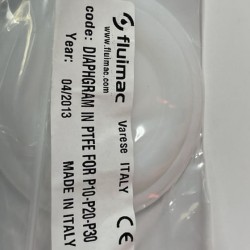 fluimac
www.fluimac.com
Varese ITALY
code: DIAPHGRAM IN PTFE FOR P10-P20-P30
Year: 04/2013
MADE IN ITALY
CE